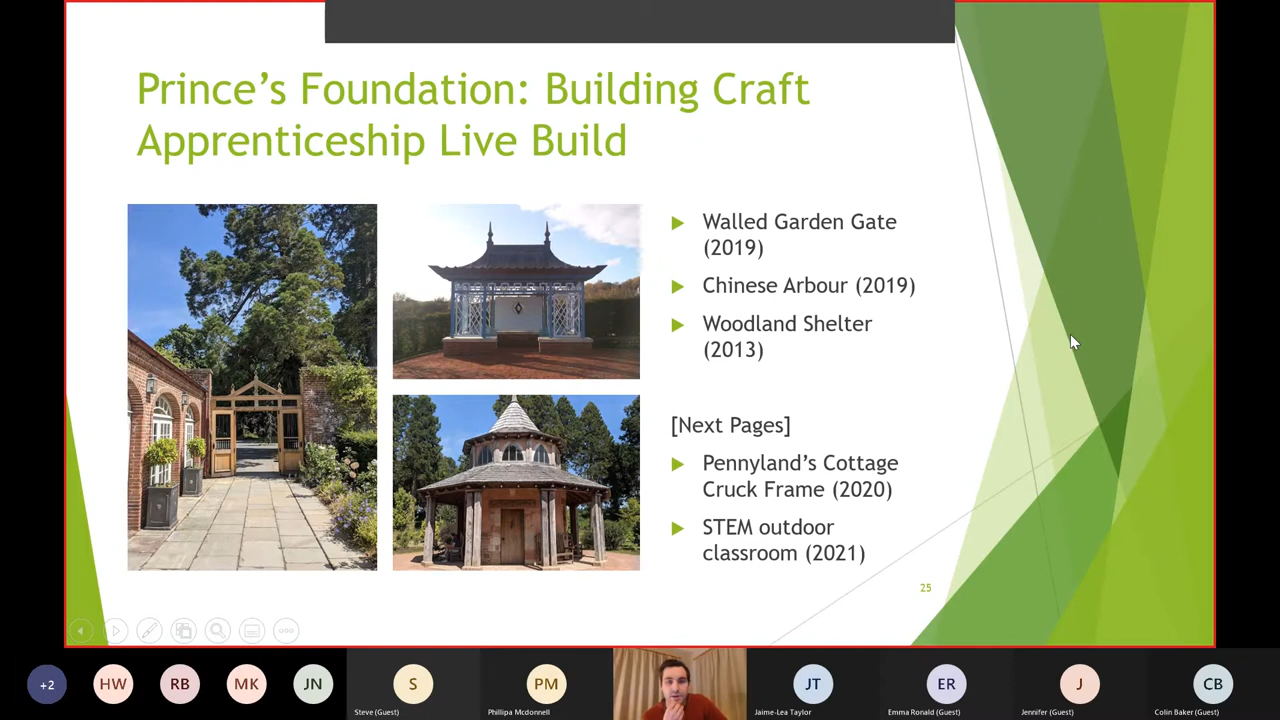 Prince’s Foundation: Building Craft
Apprenticeship Live Build
Walled Garden Gate
(2019)
Chinese Arbour (2019)
Woodland Shelter
(2013)
[Next Pages]
Pennyland’s Cottage
Cruck Frame (2020)
STEM outdoor
classroom (2021)
25
+2
HW
RB
MK
JN
S
Steve (Guest)
PM
Phillipa Mcdonnell
JT
Jaime-Lea Taylor
ER
Emma Ronald (Guest)
J
Jennifer (Guest)
CB
Colin Baker (Guest)